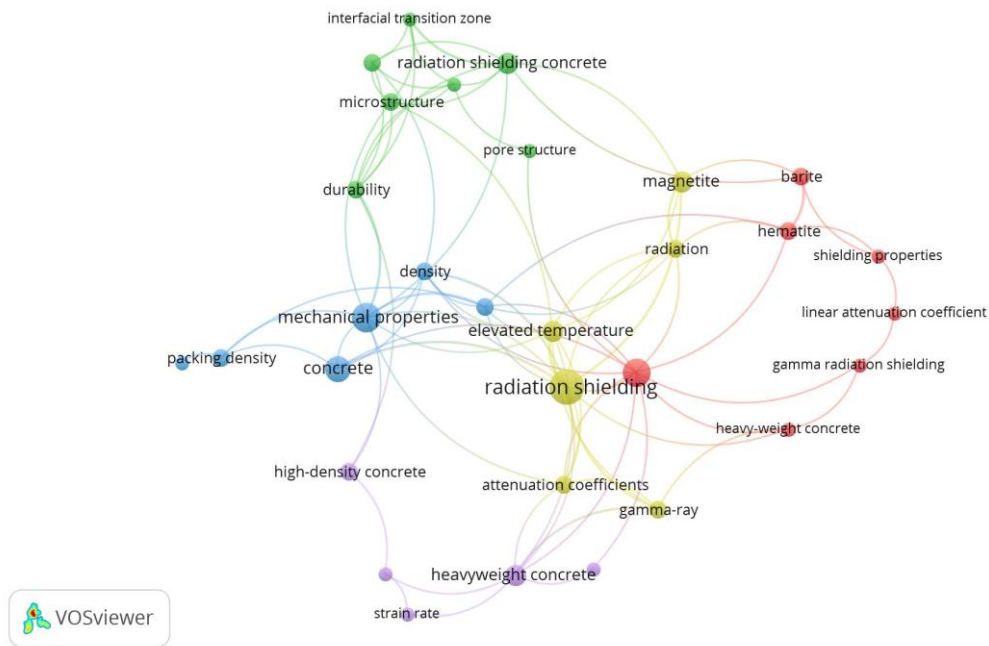 interfacial transition zone
radiation shielding concrete
microstructure
pore structure
durability
magnetite
barite
hematite
radiation
shielding properties
density
linear attenuation coefficient
mechanical properties
elevated temperature
packing density
concrete
gamma radiation shielding
radiation shielding
heavy-weight concrete
high-density concrete
attenuation coefficients
gamma-ray
heavyweight concrete
strain rate
VOSviewer